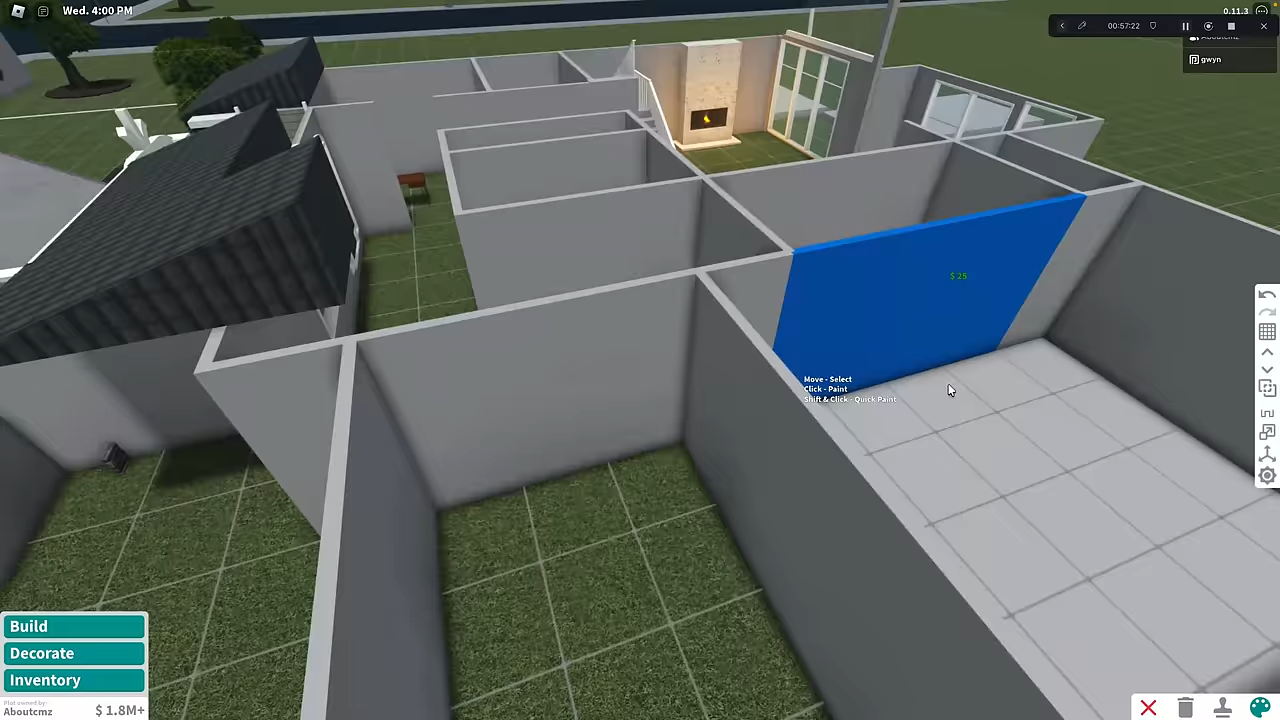 Wed. 4:00 PM
0.11.3
00:57:22
Aboutcmz
gwyn
$ 25
Move - Select
Click - Paint
Shift & Click - Quick Paint
Build
Decorate
Inventory
Plot owned by
Aboutcmz
$ 1.8M+